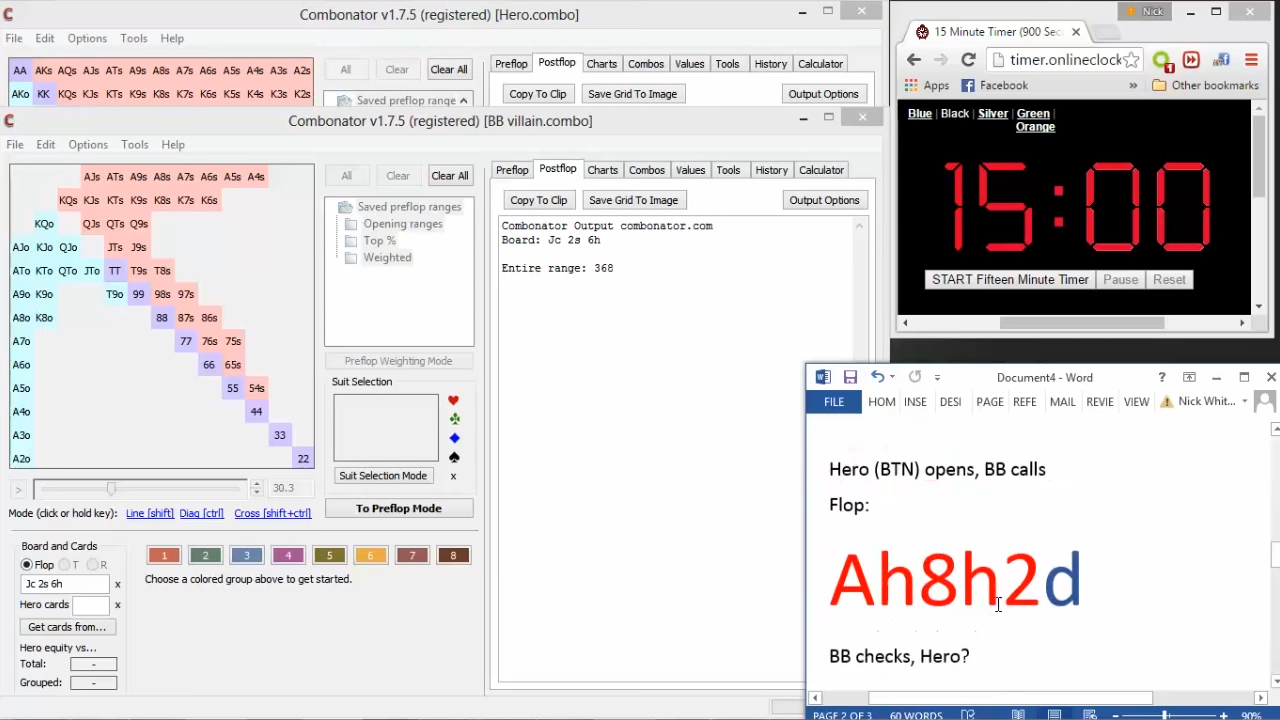 Combonator v1.7.5 (registered) [Hero.combo]
File Edit Options Tools Help
AA AKs AQs AJs ATs A9s A8s A7s A6s A5s A4s A3s A2s
AKo KK KQs KJs KTs K9s K8s K7s K6s K5s K4s K3s K2s
All Clear Clear All
Saved preflop range
Preflop Postflop Charts Combos Values Tools History Calculator
Copy To Clip Save Grid To Image Output Options
Combonator v1.7.5 (registered) [BB villain.combo]
File Edit Options Tools Help
AJs ATs A9s A8s A7s A6s A5s A4s
KQs KJs KTs K9s K8s K7s K6s
KQo QJs QTs Q9s
AJo KJo QJo JTs J9s
ATo KTo QTo JTo TT T9s T8s
A9o K9o T9o 99 98s 97s
A8o K8o 88 87s 86s
A7o 77 76s 75s
A6o 66 65s
A5o 55 54s
A4o 44
A3o 33
A2o 22
> 30.3
Mode (click or hold key): Line [shift] Diag [ctrl] Cross [shift+ctrl]
All Clear Clear All
Saved preflop ranges
Opening ranges
Top %
Weighted
Preflop Weighting Mode
Suit Selection
Suit Selection Mode x
To Preflop Mode
Board and Cards
Flop T R
Jc 2s 6h x
Hero cards x
Get cards from...
Hero equity vs...
Total: -
Grouped: -
1 2 3 4 5 6 7 8
Choose a colored group above to get started.
Preflop Postflop Charts Combos Values Tools History Calculator
Copy To Clip Save Grid To Image Output Options
Combonator Output combonator.com
Board: Jc 2s 6h
Entire range: 368
Nick
15 Minute Timer (900 Sec
timer.onlineclock
Apps Facebook » Other bookmarks
Blue | Black | Silver | Green |
Orange
15:00
START Fifteen Minute Timer Pause Reset
Document4 - Word
FILE HOM INSE DESI PAGE REFE MAIL REVIE VIEW Nick Whit...
Hero (BTN) opens, BB calls
Flop:
Ah8h2d
BB checks, Hero?
PAGE 2 OF 3 60 WORDS 90%